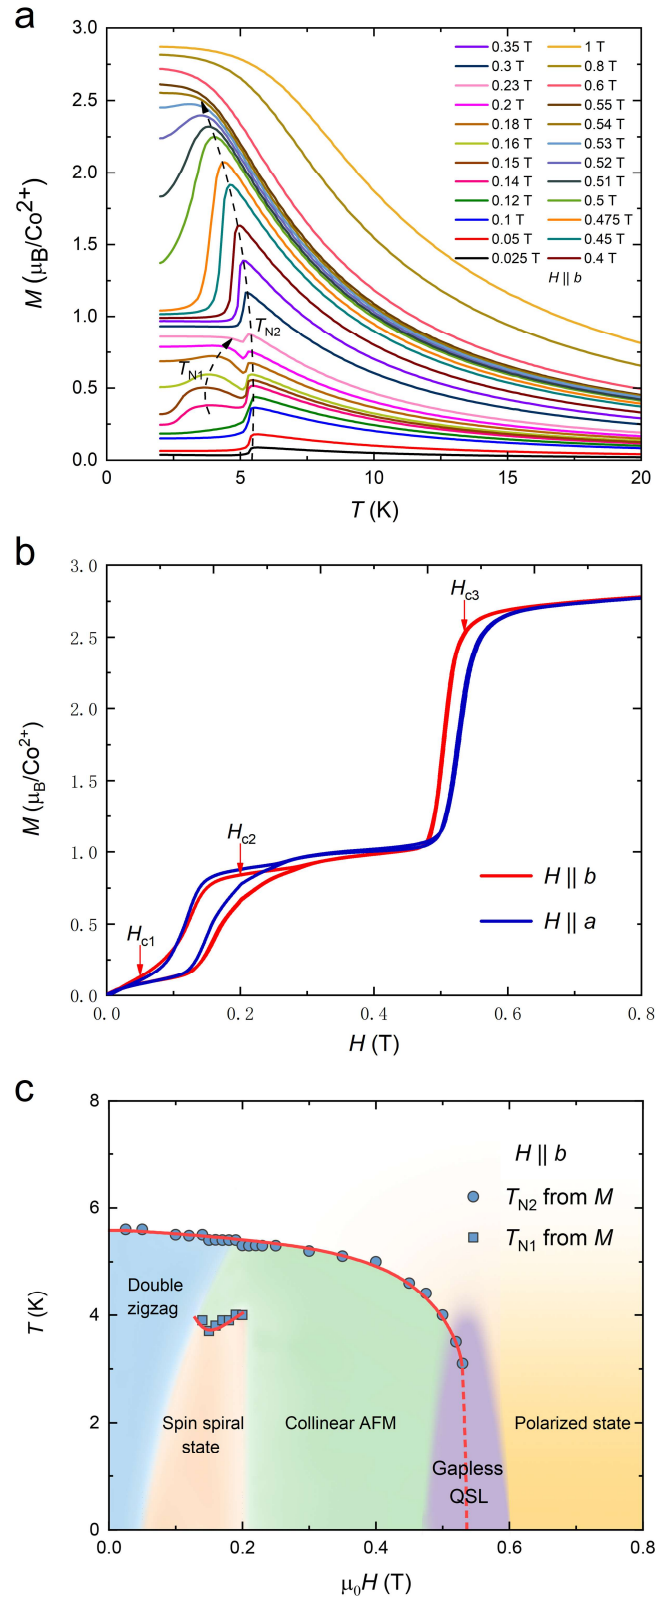 a
3.0
2.5
2.0
1.5
1.0
0.5
0.0
M (μB/Co2+)
0.35 T 1 T
0.3 T 0.8 T
0.23 T 0.6 T
0.2 T 0.55 T
0.18 T 0.54 T
0.16 T 0.53 T
0.15 T 0.52 T
0.14 T 0.51 T
0.12 T 0.5 T
0.1 T 0.475 T
0.05 T 0.45 T
0.025 T 0.4 T
H || b
TN2
TN1
0 5 10 15 20
T (K)
b
3.0
2.5
2.0
1.5
1.0
0.5
0.0
M (μB/Co2+)
Hc3
Hc2
Hc1
H || b
H || a
0.0 0.2 0.4 0.6 0.8
H (T)
c
8
6
4
2
0
T (K)
H || b
TN2 from M
TN1 from M
Double
zigzag
Spin spiral
state
Collinear AFM
Gapless
QSL
Polarized state
0.0 0.2 0.4 0.6 0.8
μ0H (T)